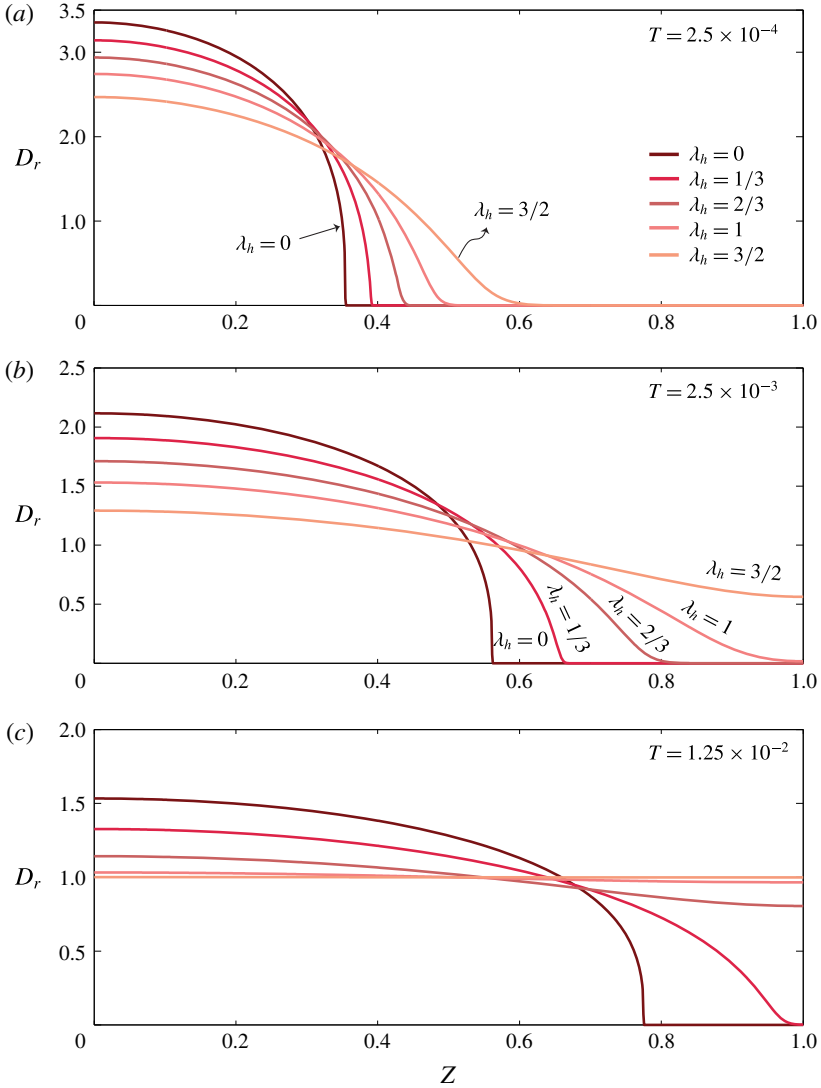 (a)
3.5
3.0
2.0
1.0
D_r
T = 2.5 × 10⁻⁴
λ_h = 0
λ_h = 1/3
λ_h = 2/3
λ_h = 1
λ_h = 3/2
λ_h = 0
λ_h = 3/2
0 0.2 0.4 0.6 0.8 1.0
(b)
2.5
2.0
1.5
1.0
0.5
D_r
T = 2.5 × 10⁻³
λ_h = 0
λ_h = 1/3
λ_h = 2/3
λ_h = 1
λ_h = 3/2
0 0.2 0.4 0.6 0.8 1.0
(c)
2.0
1.5
1.0
0.5
D_r
T = 1.25 × 10⁻²
0 0.2 0.4 0.6 0.8 1.0
Z